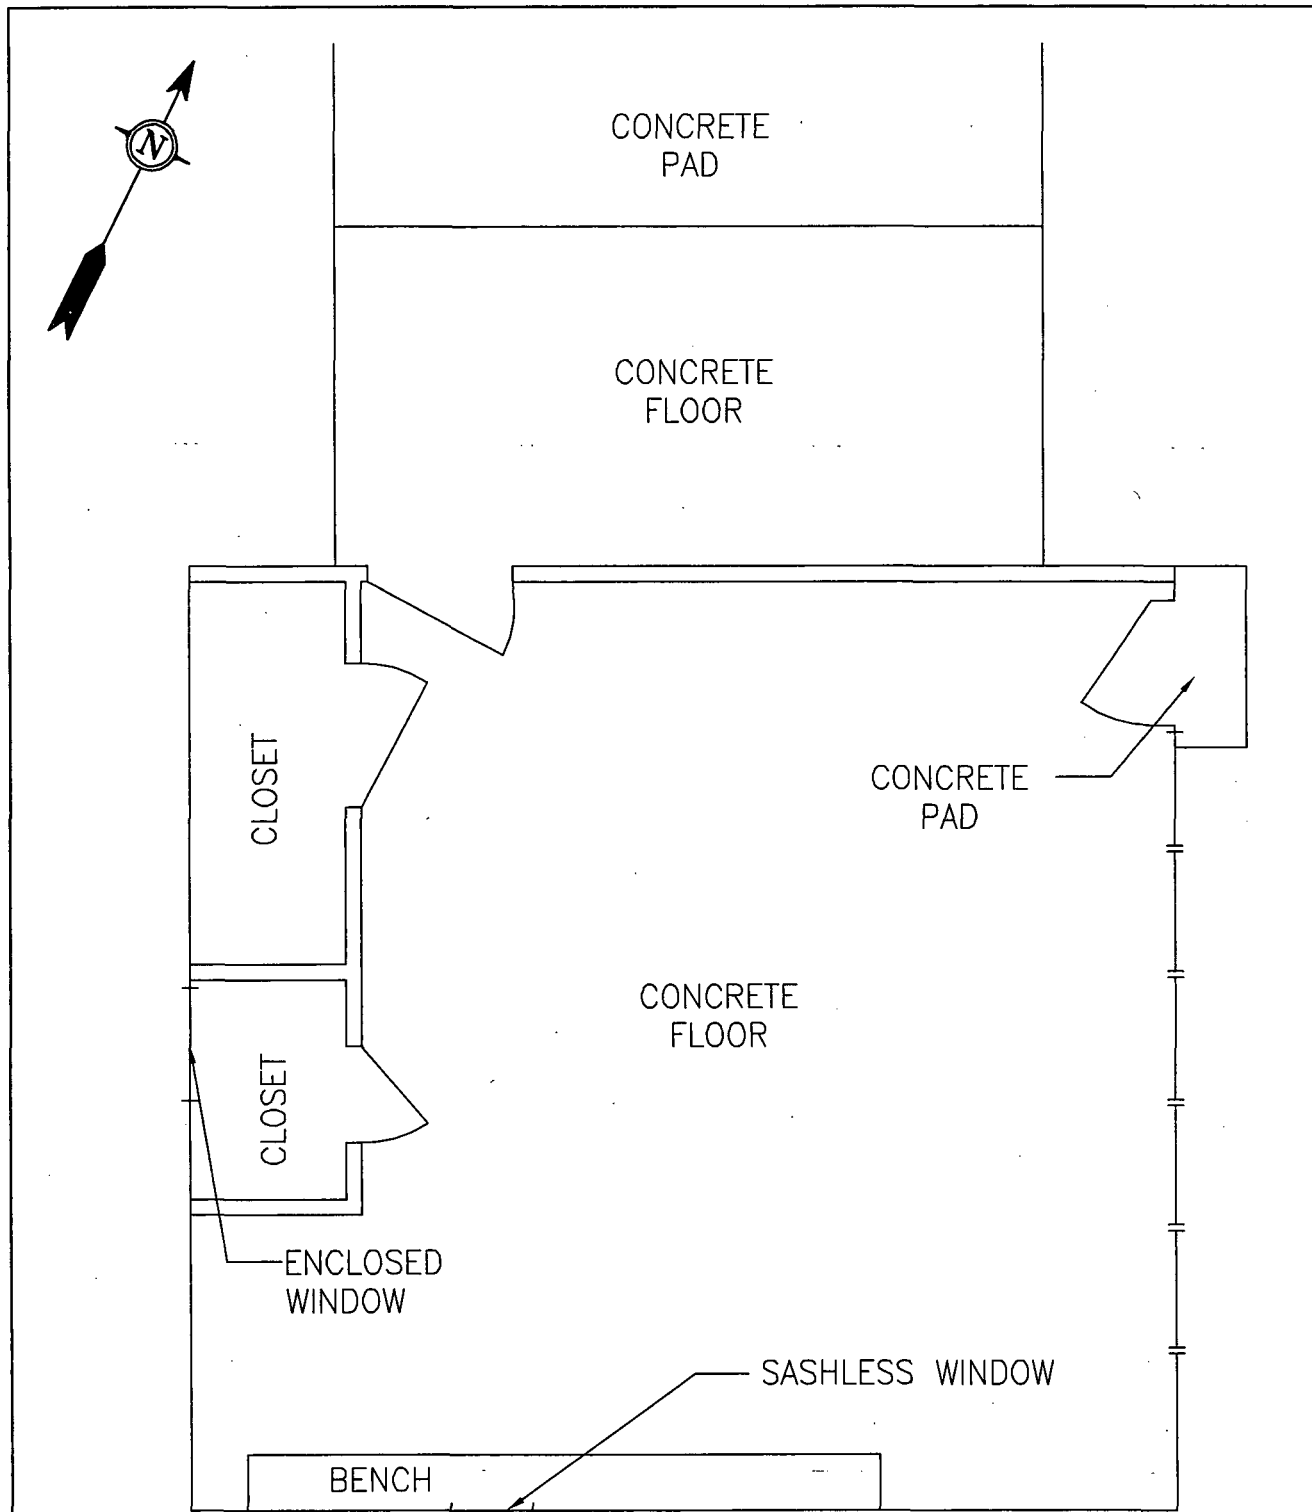 CONCRETE
PAD
N
CONCRETE
FLOOR
CLOSET
CONCRETE
PAD
CONCRETE
FLOOR
CLOSET
ENCLOSED
WINDOW
SASHLESS WINDOW
BENCH